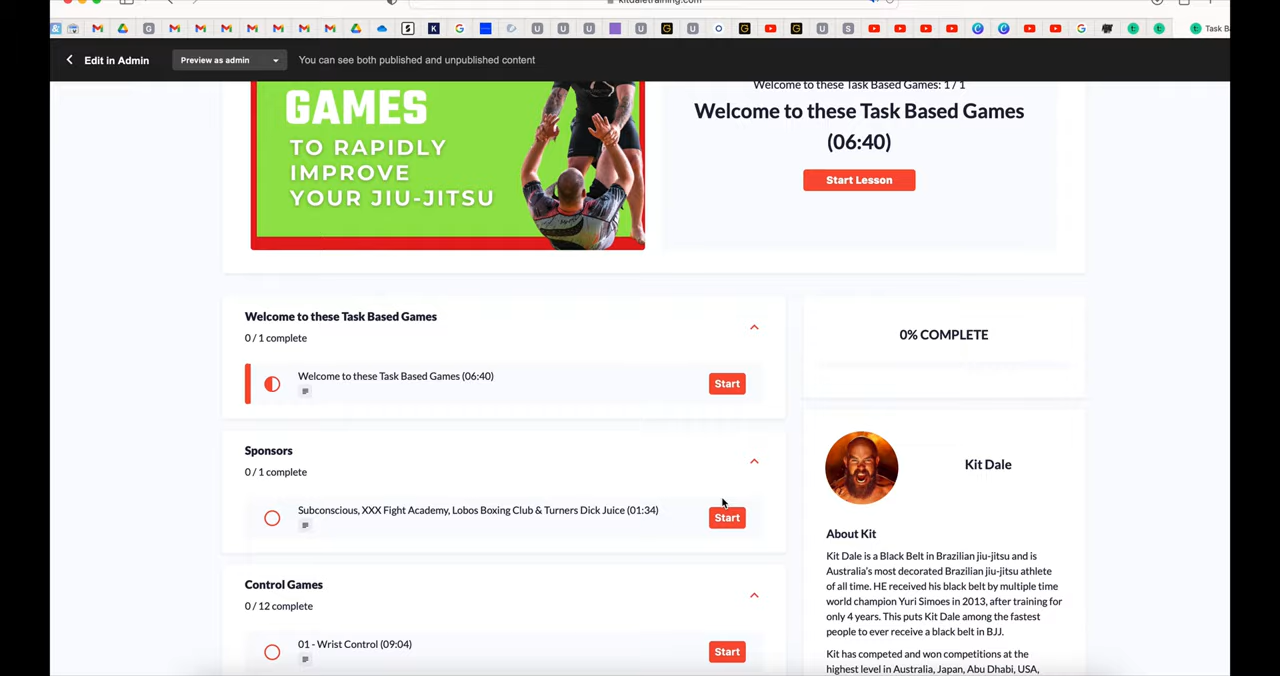 kitdaletraining.com
Task B
Edit in Admin
Preview as admin
You can see both published and unpublished content
GAMES
TO RAPIDLY
IMPROVE
YOUR JIU-JITSU
Welcome to these Task Based Games: 1 / 1
Welcome to these Task Based Games
(06:40)
Start Lesson
Welcome to these Task Based Games
0 / 1 complete
Welcome to these Task Based Games (06:40)
Start
Sponsors
0 / 1 complete
Subconscious, XXX Fight Academy, Lobos Boxing Club & Turners Dick Juice (01:34)
Start
Control Games
0 / 12 complete
01 - Wrist Control (09:04)
Start
0% COMPLETE
Kit Dale
About Kit
Kit Dale is a Black Belt in Brazilian jiu-jitsu and is
Australia's most decorated Brazilian jiu-jitsu athlete
of all time. HE received his black belt by multiple time
world champion Yuri Simoes in 2013, after training for
only 4 years. This puts Kit Dale among the fastest
people to ever receive a black belt in BJJ.
Kit has competed and won competitions at the
highest level in Australia, Japan, Abu Dhabi, USA,